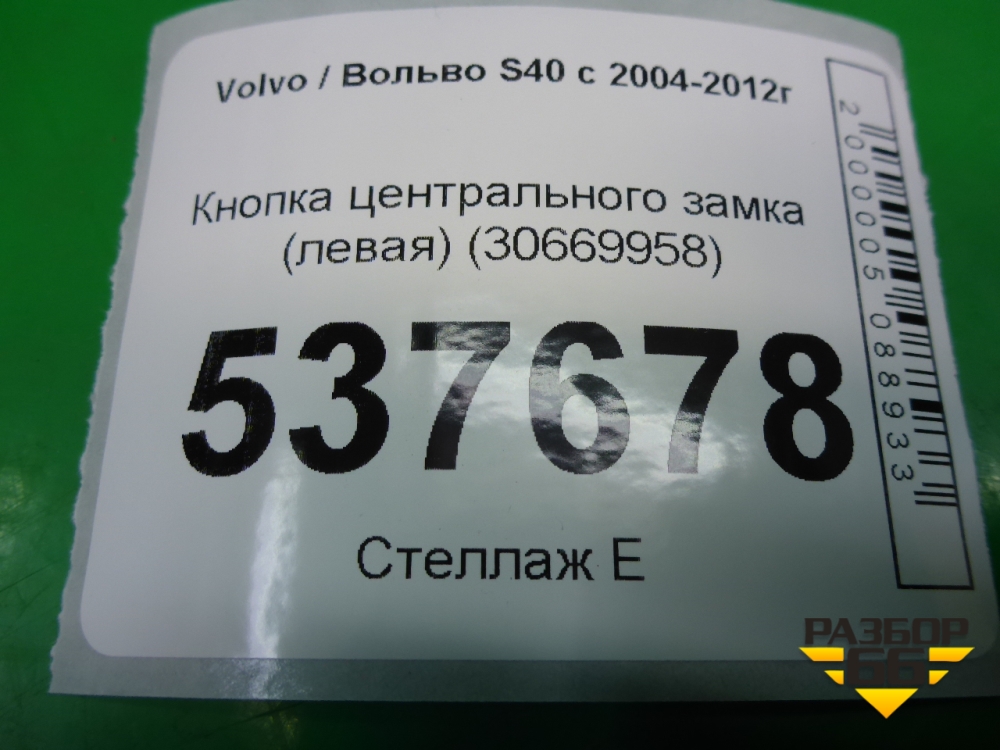 Volvo / Вольво S40 с 2004-2012г
Кнопка центрального замка
(левая) (30669958)
537678
Стеллаж Е
2000005088933
РАЗБОР
66